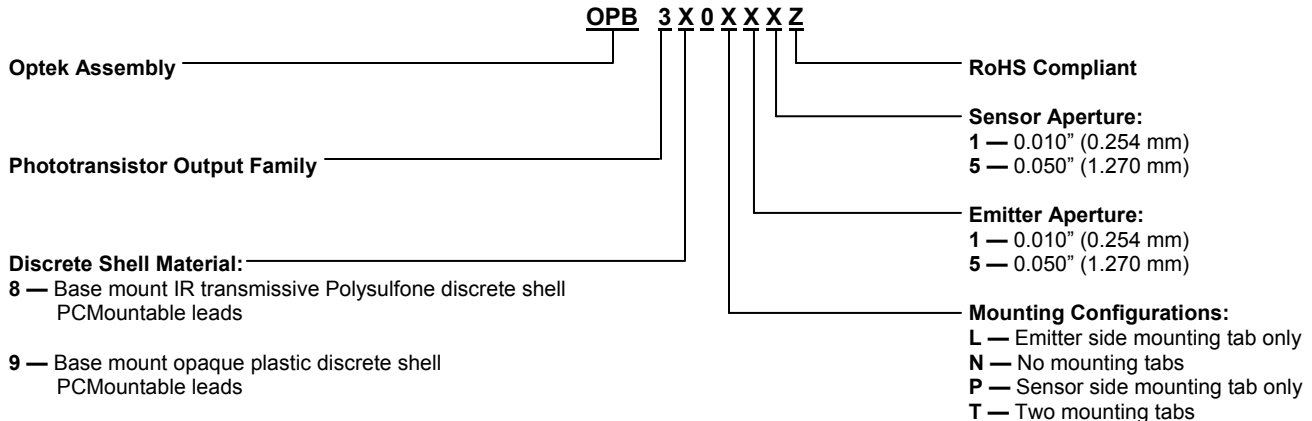 OPB 3 X 0 X X X Z
Optek Assembly
Phototransistor Output Family
Discrete Shell Material:
8 — Base mount IR transmissive Polysulfone discrete shell
PCMountable leads
9 — Base mount opaque plastic discrete shell
PCMountable leads
RoHS Compliant
Sensor Aperture:
1 — 0.010” (0.254 mm)
5 — 0.050” (1.270 mm)
Emitter Aperture:
1 — 0.010” (0.254 mm)
5 — 0.050” (1.270 mm)
Mounting Configurations:
L — Emitter side mounting tab only
N — No mounting tabs
P — Sensor side mounting tab only
T — Two mounting tabs